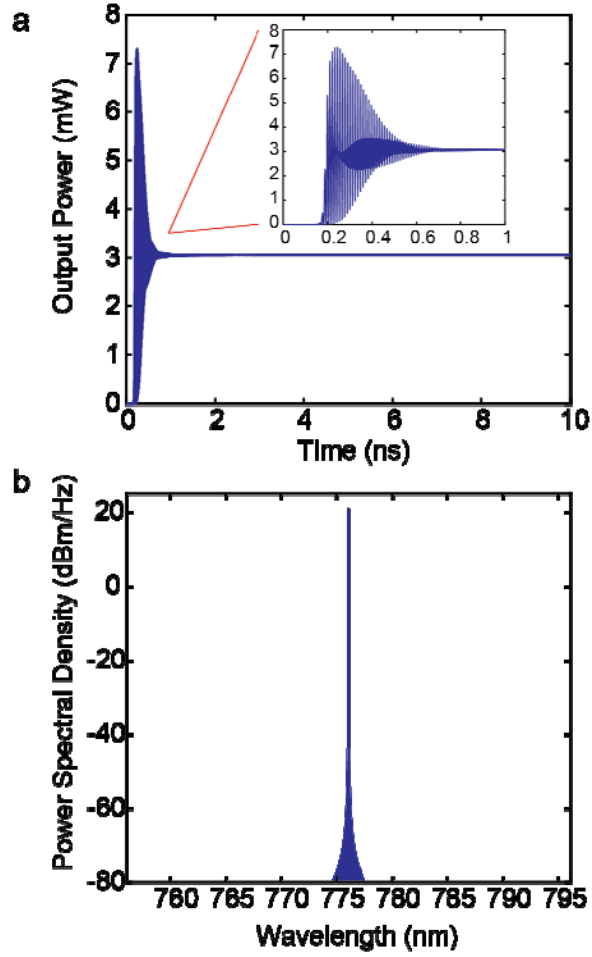 a
8
7
6
5
4
3
2
1
0
Output Power (mW)
8
7
6
5
4
3
2
1
0
0 0.2 0.4 0.6 0.8 1
0 2 4 6 8 10
Time (ns)
b
20
0
-20
-40
-60
-80
Power Spectral Density (dBm/Hz)
760 765 770 775 780 785 790 795
Wavelength (nm)